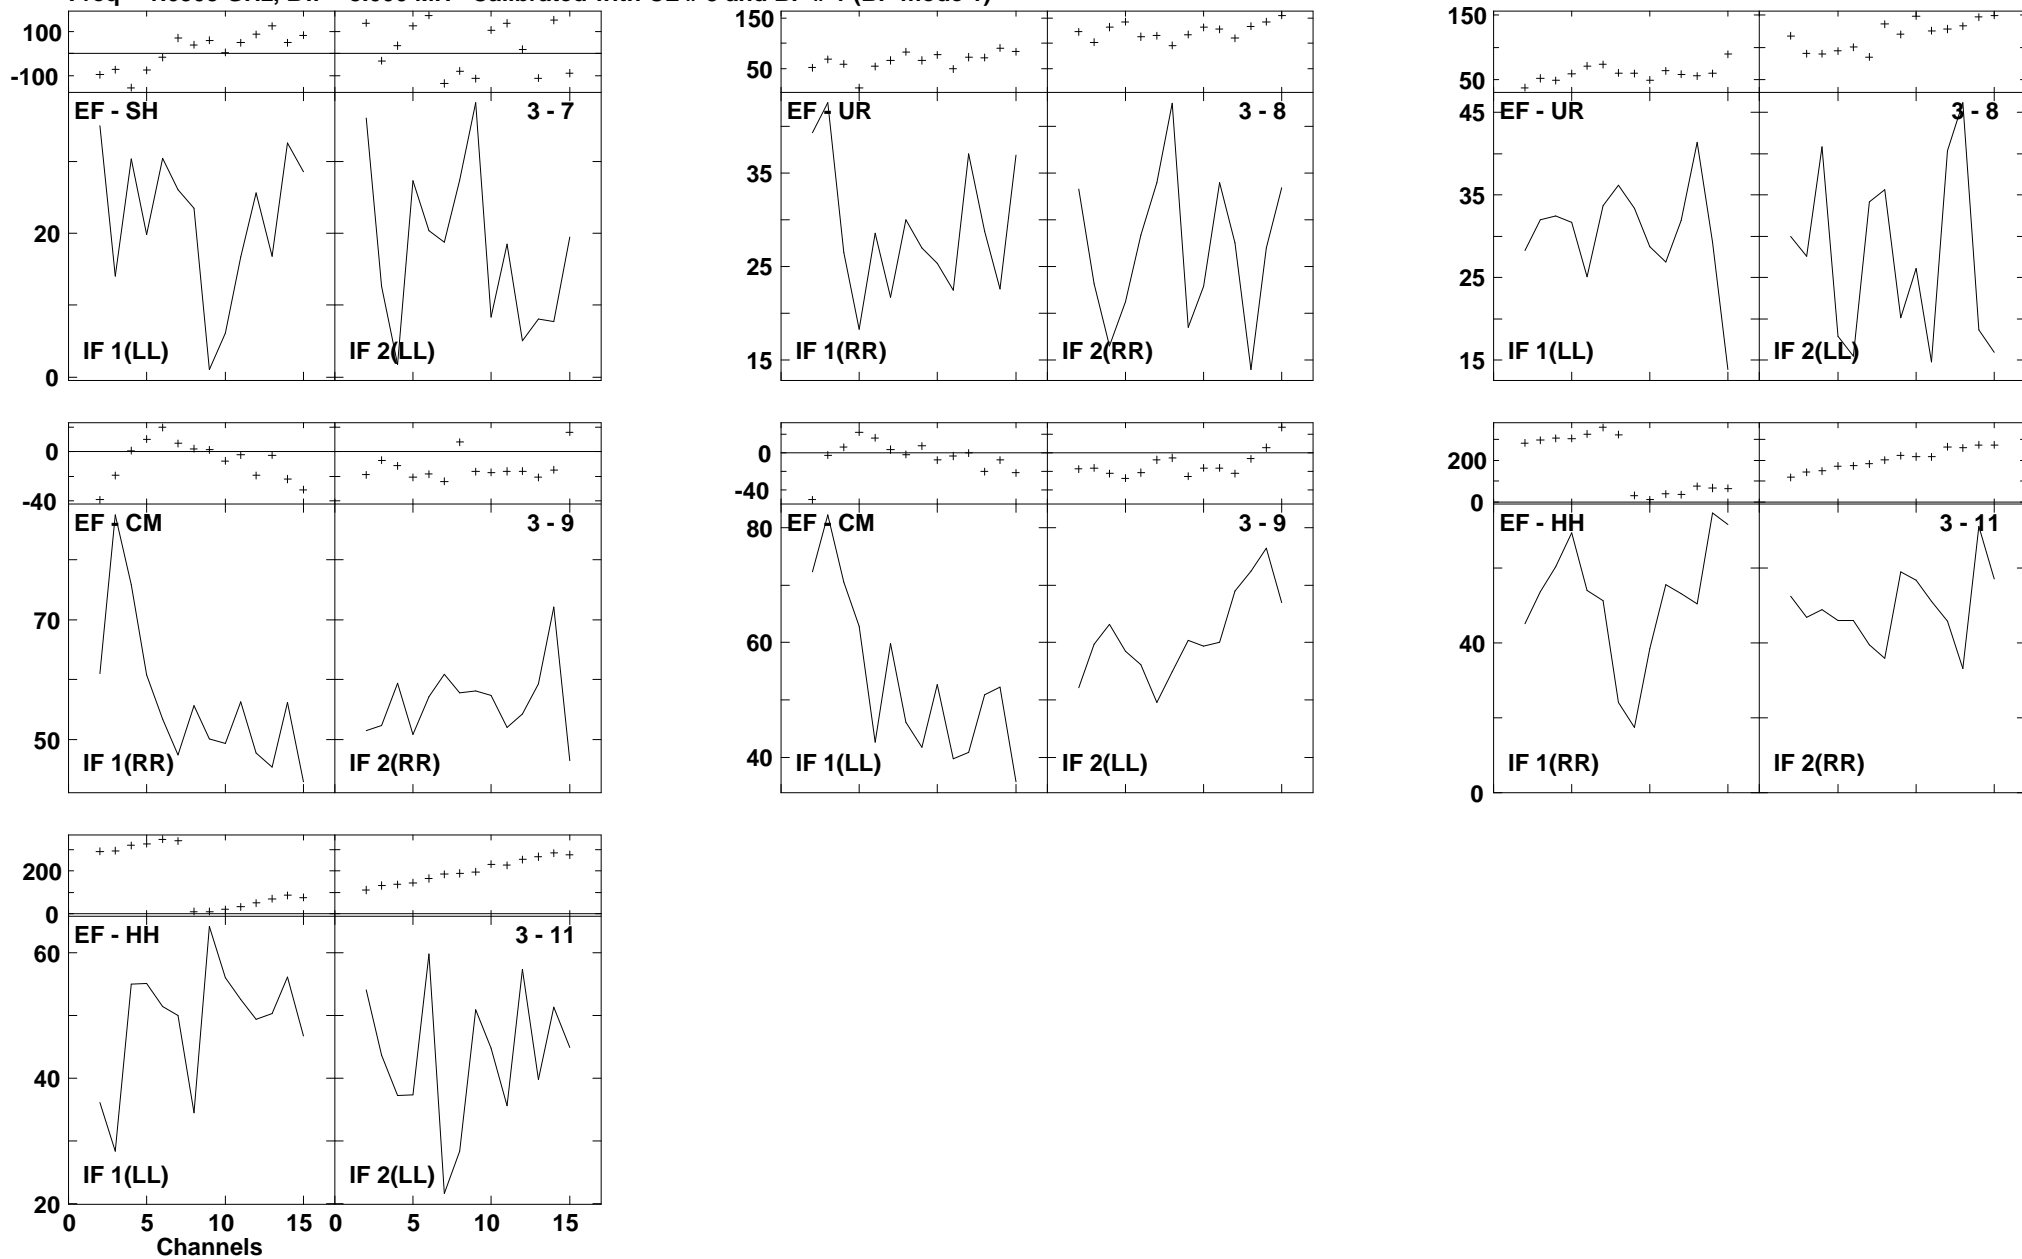 100
-100
EF - SH
3 - 7
20
0
IF 1(LL)
IF 2(LL)
150
50
EF - UR
3 - 8
35
25
15
IF 1(RR)
IF 2(RR)
150
50
45
EF - UR
3 - 8
35
25
15
IF 1(LL)
IF 2(LL)
0
-40
EF - CM
3 - 9
70
50
IF 1(RR)
IF 2(RR)
0
-40
80
EF - CM
3 - 9
60
40
IF 1(LL)
IF 2(LL)
200
0
EF - HH
3 - 11
40
0
IF 1(RR)
IF 2(RR)
200
0
EF - HH
3 - 11
60
40
20
IF 1(LL)
IF 2(LL)
0 5 10 15 0 5 10 15
Channels